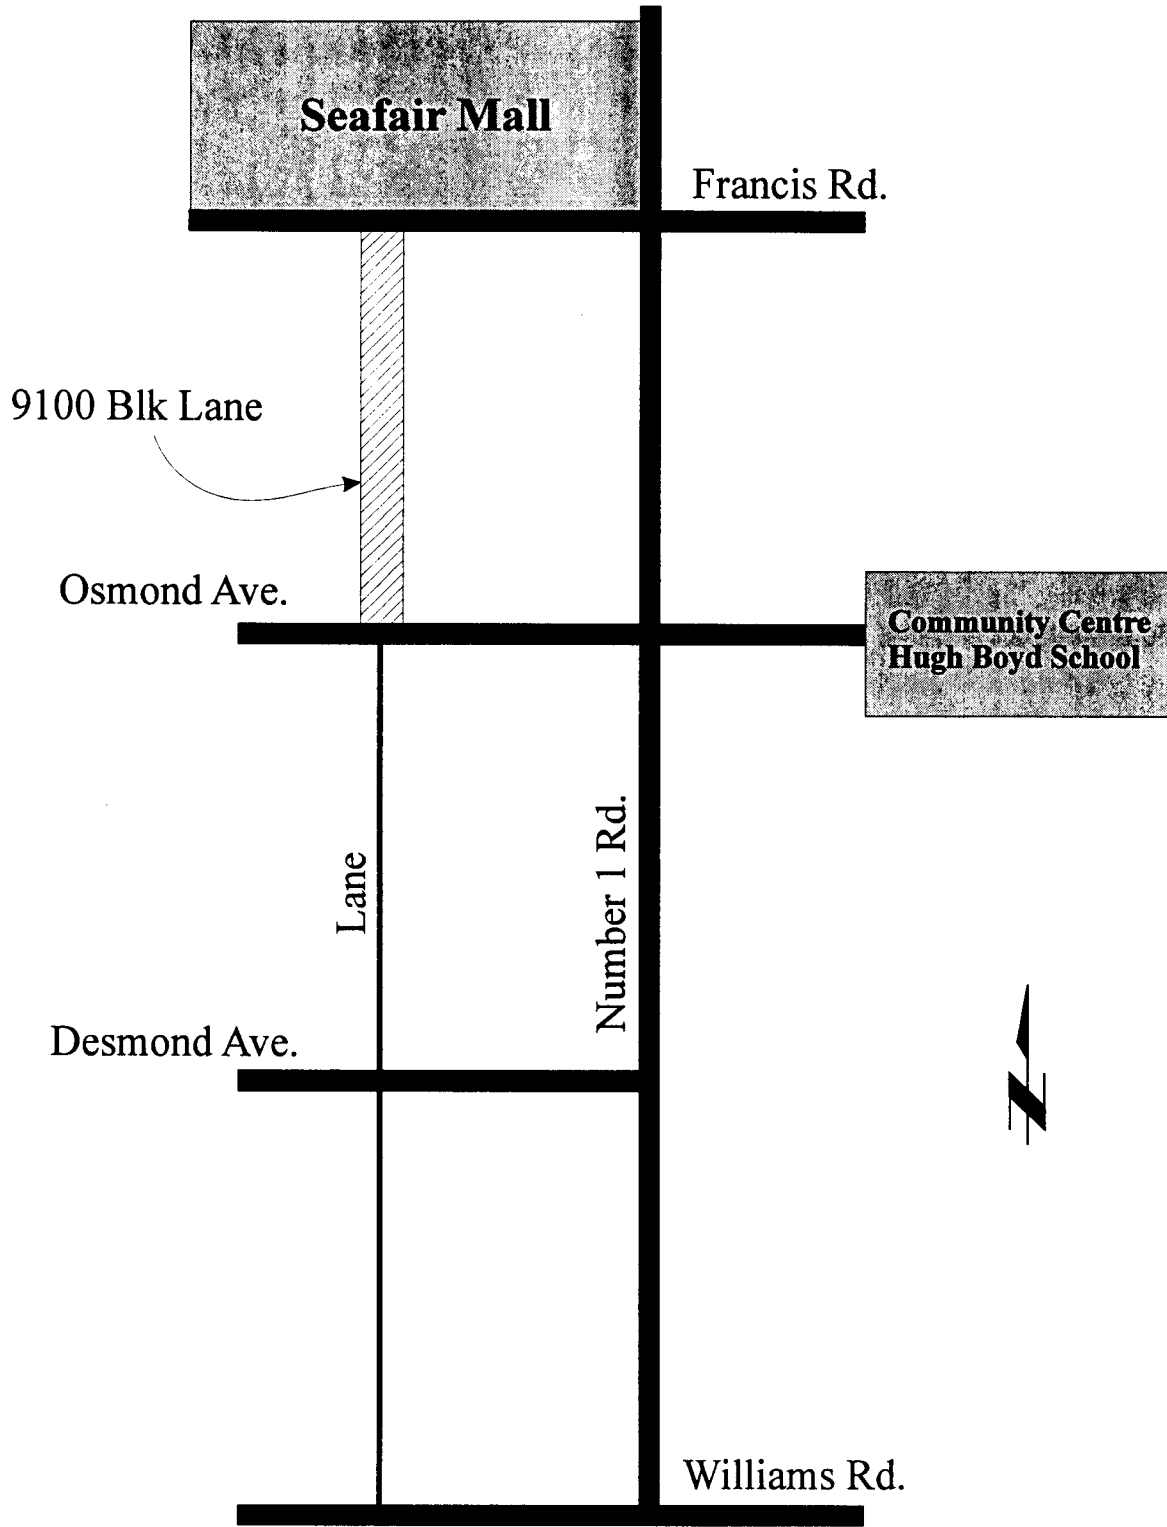 Seafair Mall
Francis Rd.
9100 Blk Lane
Osmond Ave.
Community Centre
Hugh Boyd School
Number 1 Rd.
Lane
Desmond Ave.
N
Williams Rd.